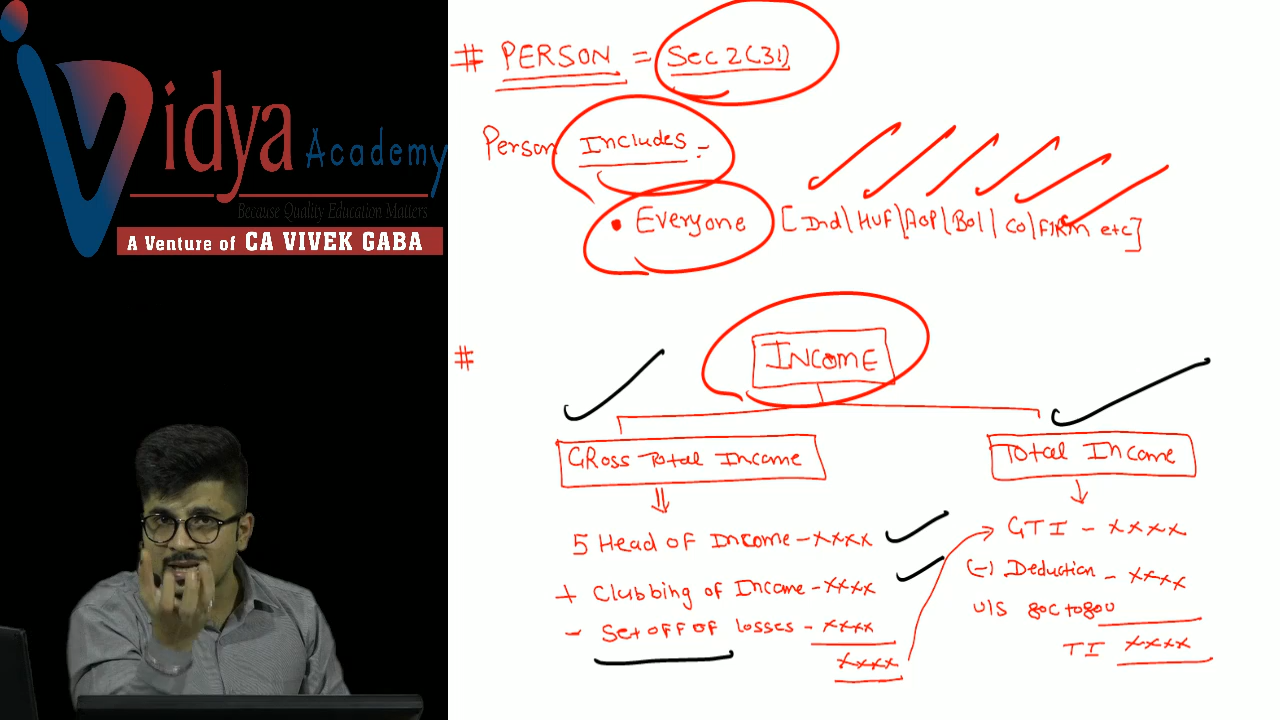 Vidya Academy
Because Quality Education Matters
A Venture of CA VIVEK GABA
# PERSON = Sec 2(31)
Person Includes :-
• Everyone [Ind\HUF\AOP\BOI\CO\FIRM etc]
# INCOME
GRoss Total Income
Total Income
5 Head of Income - xxxx
+ Clubbing of Income - xxxx
- Set off of losses - xxxx
xxxx
GTI - xxxx
(-) Deduction - xxxx
U/S 80C to 80U
TI xxxx